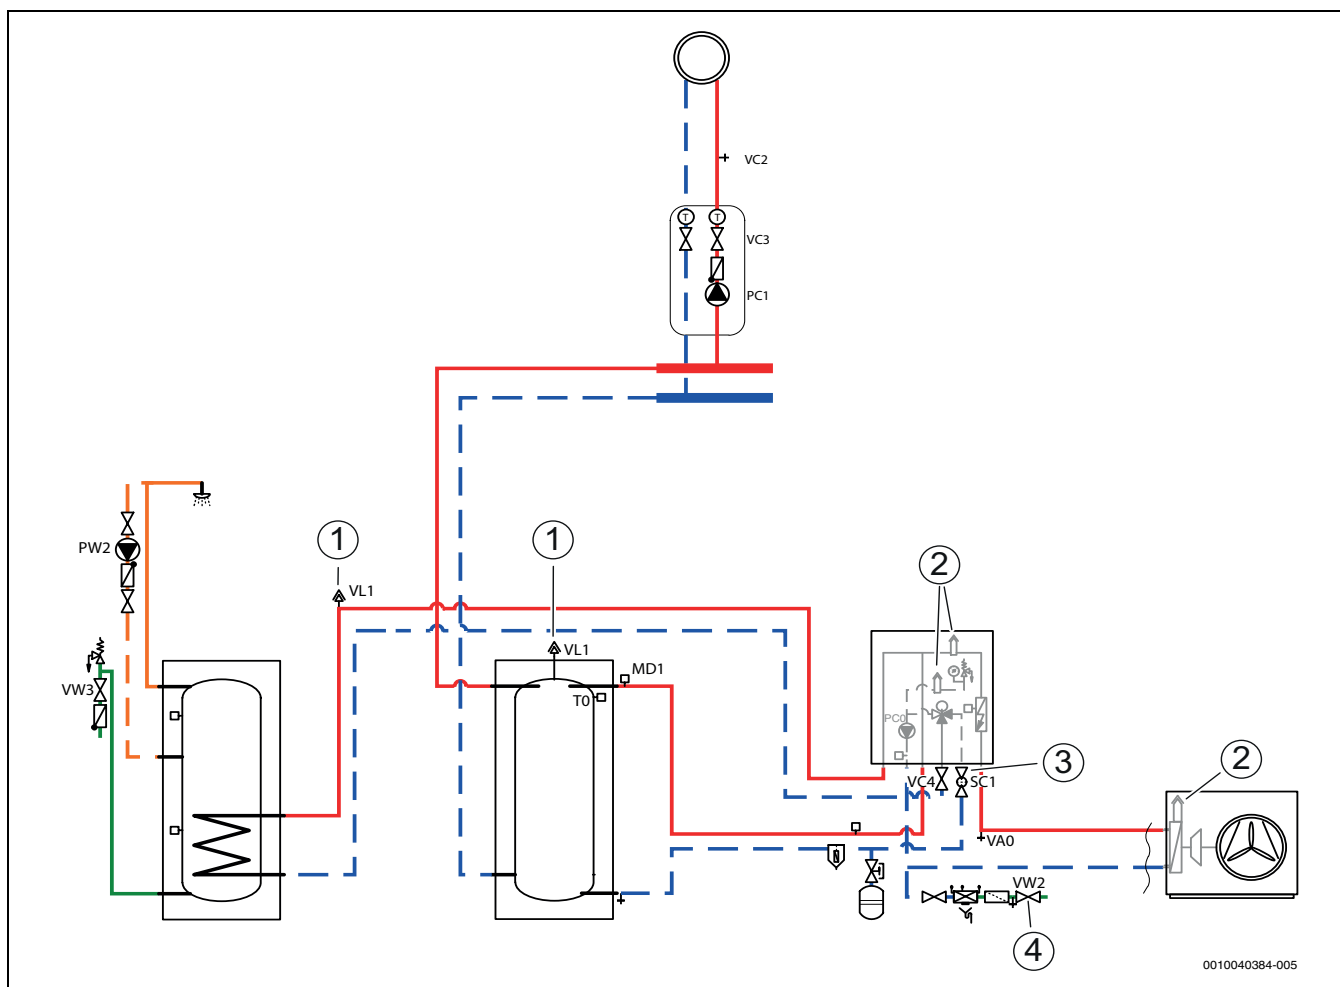 VC2
T
T
VC3
PC1
1
1
PW2
VL1
2
VL1
MD1
VW3
T0
PC0
3
2
VC4
SC1
VA0
VW2
4
0010040384-005